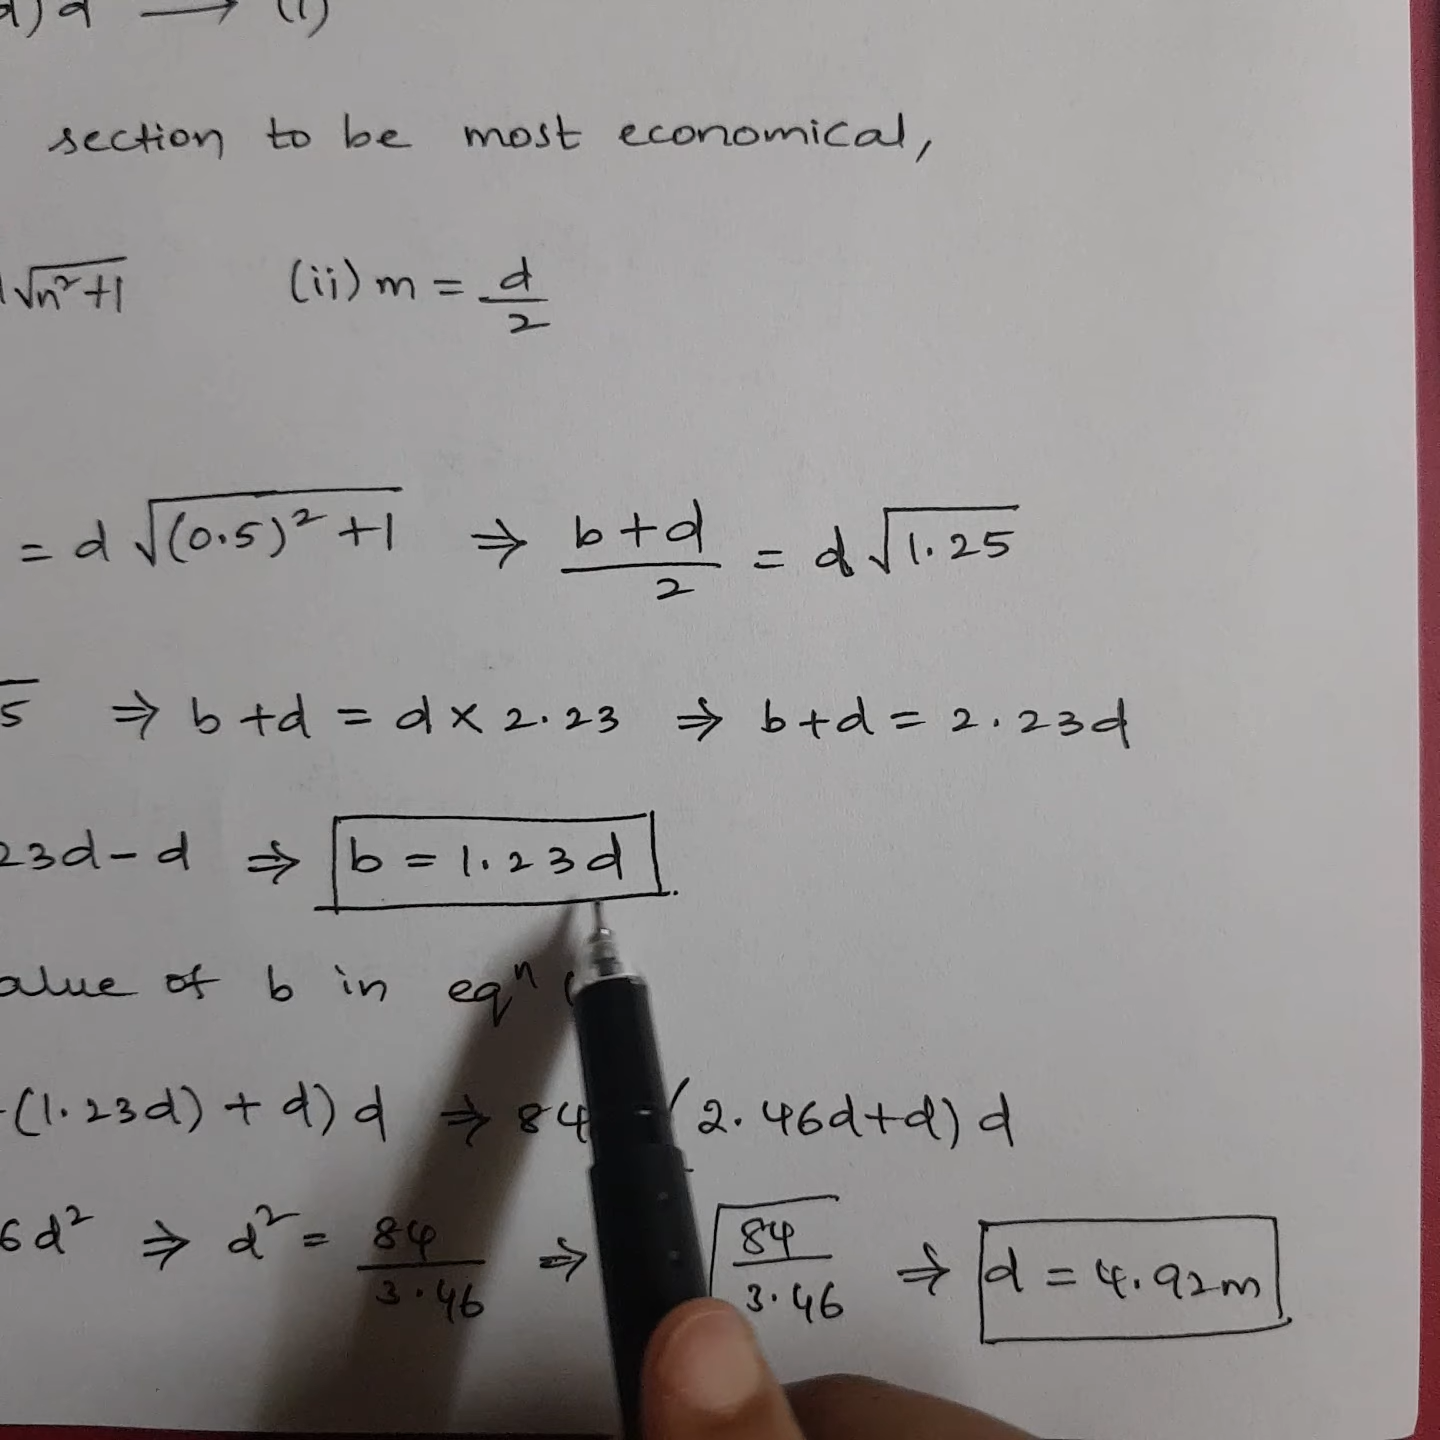 d → (1)
section to be most economical,
√n²+1 (ii) m = d/2
= d √(0.5)² +1 ⇒ b+d/2 = d√1.25
5 ⇒ b+d = d × 2.23 ⇒ b+d = 2.23d
23d-d ⇒ b = 1.23d
alue of b in eqⁿ (
(1.23d) + d) d ⇒ 84 (2.46d+d) d
6d² ⇒ d² = 84/3.46 ⇒ √84/3.46 ⇒ d = 4.92m